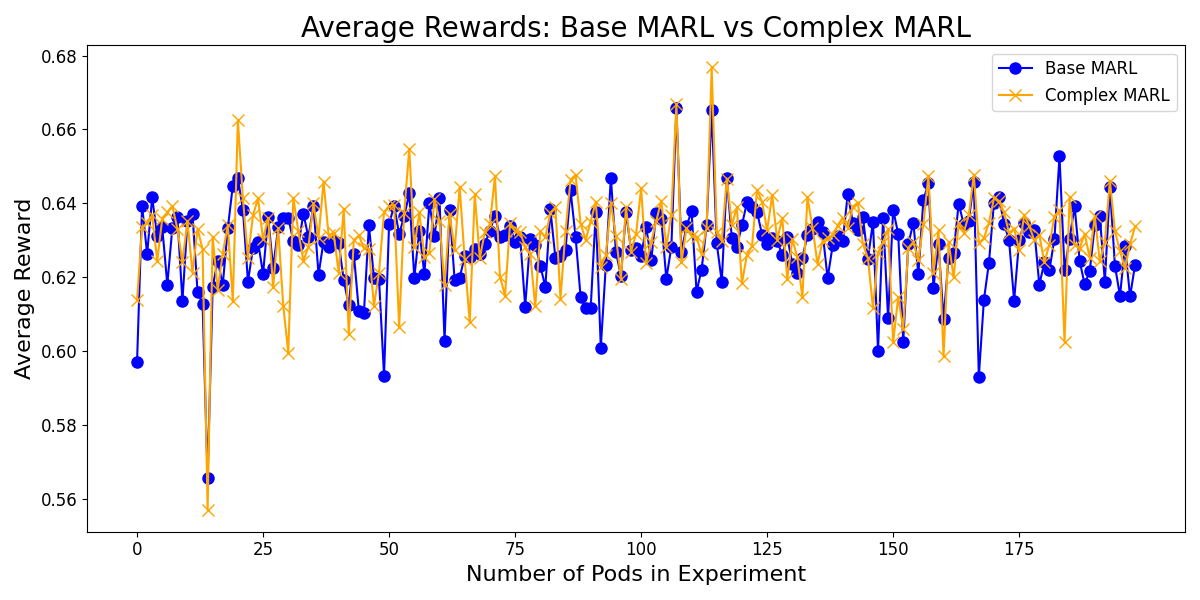 Average Rewards: Base MARL vs Complex MARL
0.68
0.66
0.64
0.62
0.60
0.58
0.56
Average Reward
Base MARL
Complex MARL
0 25 50 75 100 125 150 175
Number of Pods in Experiment